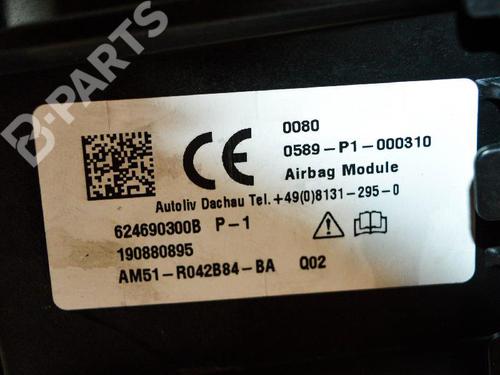 B-PARTS
0080
0589-P1-000310
Airbag Module
Autoliv Dachau Tel. +49(0)8131-295-0
624690300B P-1
190880895
AM51-R042B84-BA Q02